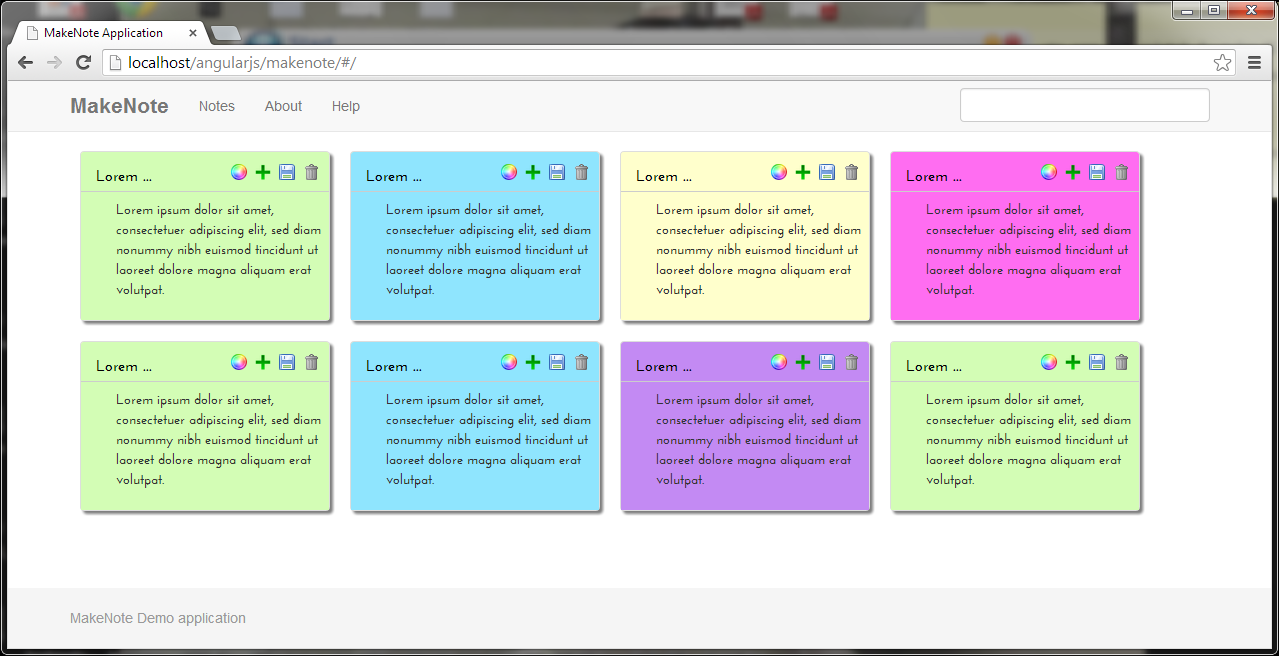 MakeNote Application
localhost/angularjs/makenote/#/
MakeNote Notes About Help
Lorem ...
Lorem ipsum dolor sit amet,
consectetuer adipiscing elit, sed diam
nonummy nibh euismod tincidunt ut
laoreet dolore magna aliquam erat
volutpat.
Lorem ...
Lorem ipsum dolor sit amet,
consectetuer adipiscing elit, sed diam
nonummy nibh euismod tincidunt ut
laoreet dolore magna aliquam erat
volutpat.
Lorem ...
Lorem ipsum dolor sit amet,
consectetuer adipiscing elit, sed diam
nonummy nibh euismod tincidunt ut
laoreet dolore magna aliquam erat
volutpat.
Lorem ...
Lorem ipsum dolor sit amet,
consectetuer adipiscing elit, sed diam
nonummy nibh euismod tincidunt ut
laoreet dolore magna aliquam erat
volutpat.
Lorem ...
Lorem ipsum dolor sit amet,
consectetuer adipiscing elit, sed diam
nonummy nibh euismod tincidunt ut
laoreet dolore magna aliquam erat
volutpat.
Lorem ...
Lorem ipsum dolor sit amet,
consectetuer adipiscing elit, sed diam
nonummy nibh euismod tincidunt ut
laoreet dolore magna aliquam erat
volutpat.
Lorem ...
Lorem ipsum dolor sit amet,
consectetuer adipiscing elit, sed diam
nonummy nibh euismod tincidunt ut
laoreet dolore magna aliquam erat
volutpat.
Lorem ...
Lorem ipsum dolor sit amet,
consectetuer adipiscing elit, sed diam
nonummy nibh euismod tincidunt ut
laoreet dolore magna aliquam erat
volutpat.
MakeNote Demo application